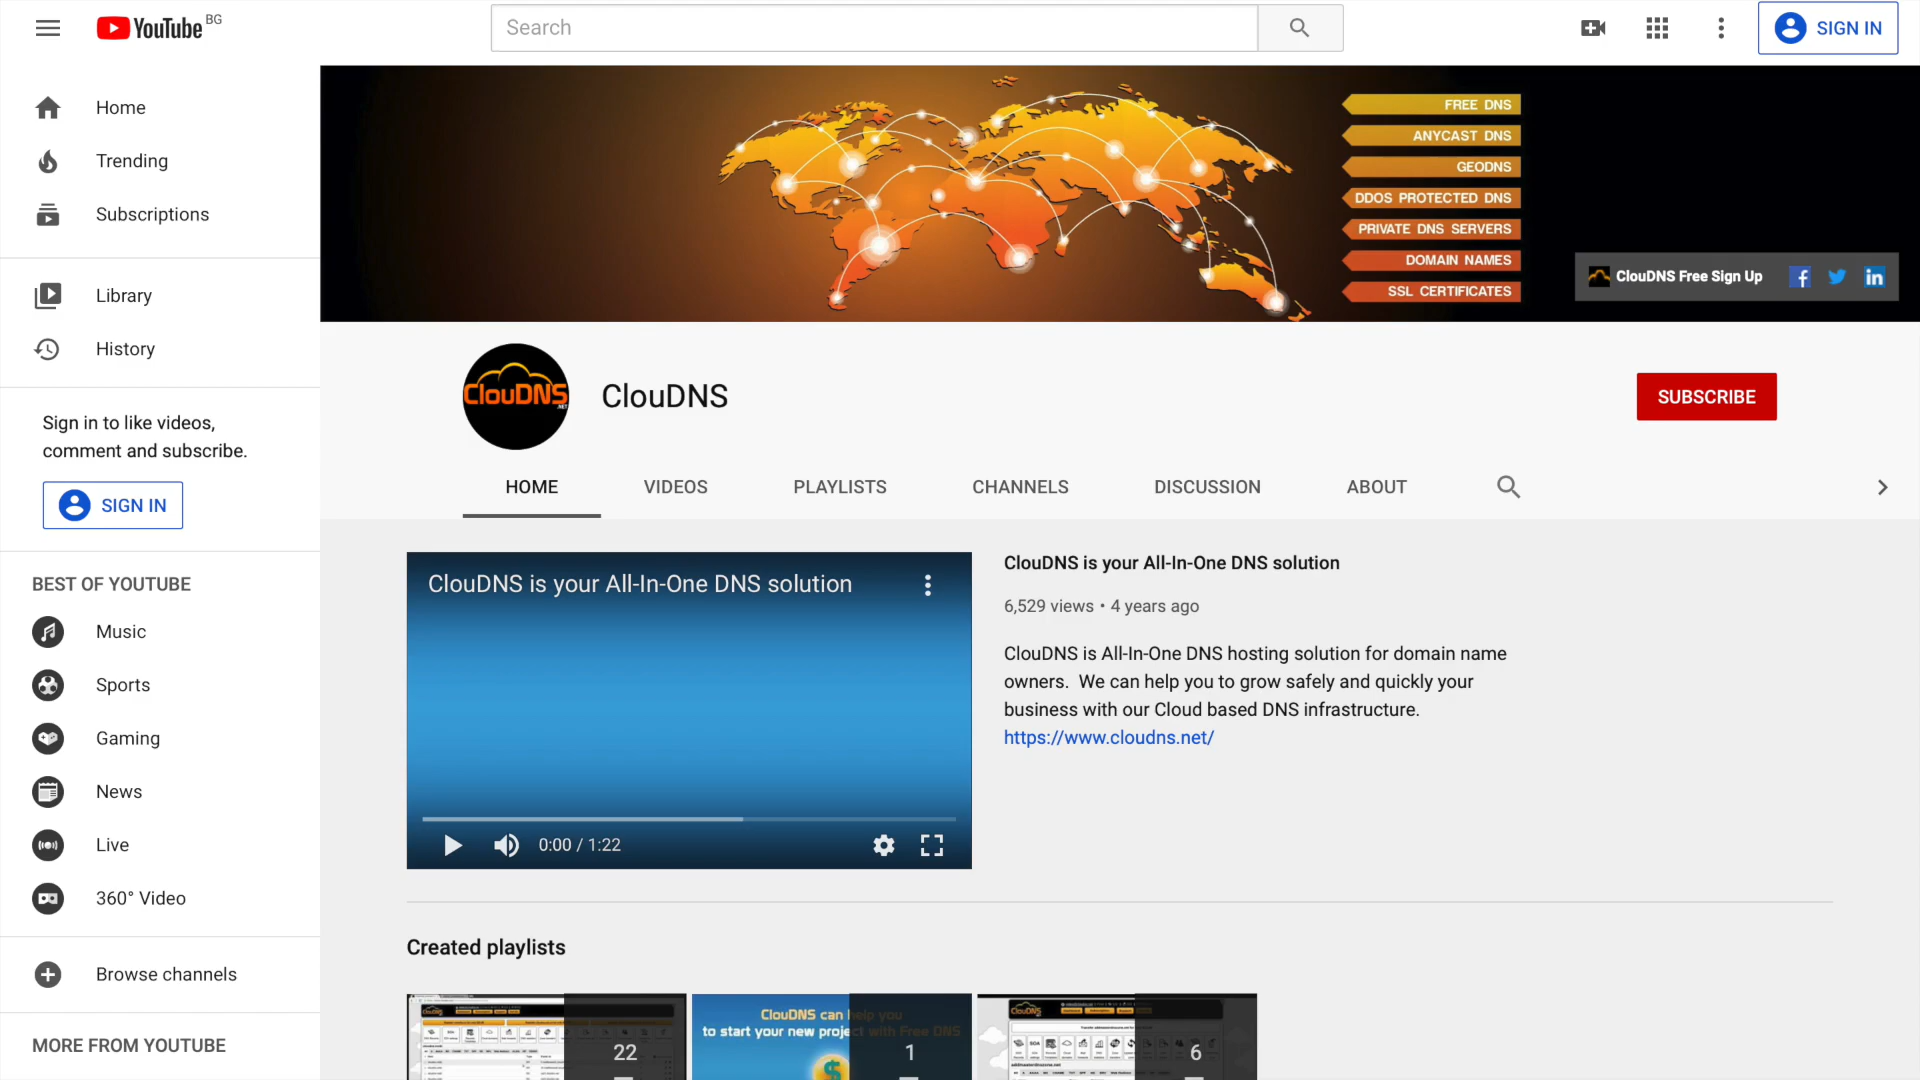 YouTube BG
Search
SIGN IN
Home
Trending
Subscriptions
Library
History
Sign in to like videos,
comment and subscribe.
SIGN IN
BEST OF YOUTUBE
Music
Sports
Gaming
News
Live
360° Video
Browse channels
MORE FROM YOUTUBE
FREE DNS
ANYCAST DNS
GEODNS
DDOS PROTECTED DNS
PRIVATE DNS SERVERS
DOMAIN NAMES
SSL CERTIFICATES
ClouDNS Free Sign Up
ClouDNS
.NET
ClouDNS
SUBSCRIBE
HOME
VIDEOS
PLAYLISTS
CHANNELS
DISCUSSION
ABOUT
ClouDNS is your All-In-One DNS solution
0:00 / 1:22
ClouDNS is your All-In-One DNS solution
6,529 views • 4 years ago
ClouDNS is All-In-One DNS hosting solution for domain name
owners. We can help you to grow safely and quickly your
business with our Cloud based DNS infrastructure.
https://www.cloudns.net/
Created playlists
22
ClouDNS can help you
to start your new project with Free DNS
1
6